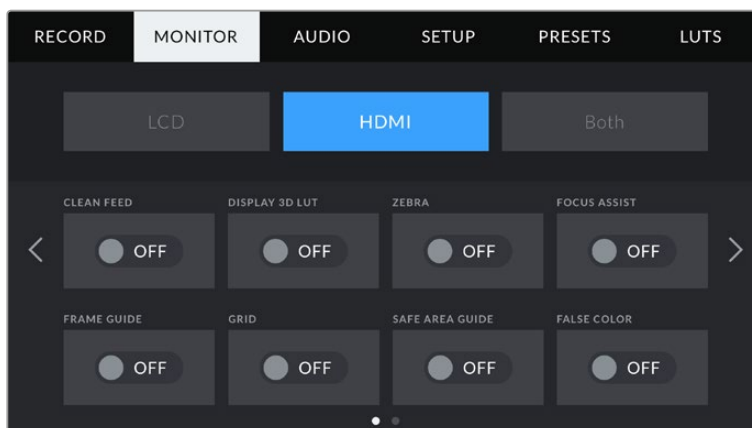 RECORD MONITOR AUDIO SETUP PRESETS LUTS
LCD HDMI Both
CLEAN FEED DISPLAY 3D LUT ZEBRA FOCUS ASSIST
OFF OFF OFF OFF
FRAME GUIDE GRID SAFE AREA GUIDE FALSE COLOR
OFF OFF OFF OFF